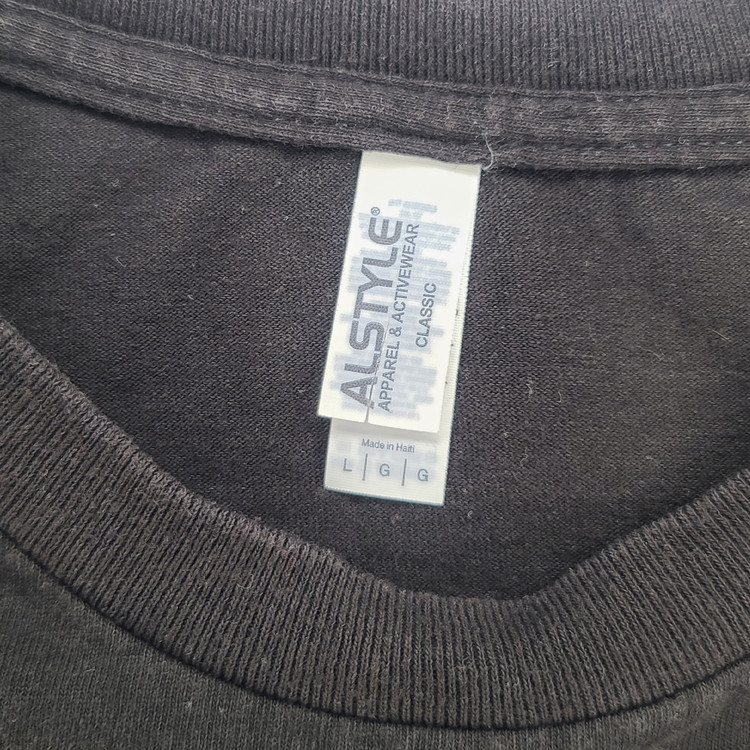 ALSTYLE®
APPAREL & ACTIVEWEAR
CLASSIC
Made in Haiti
L | G | G